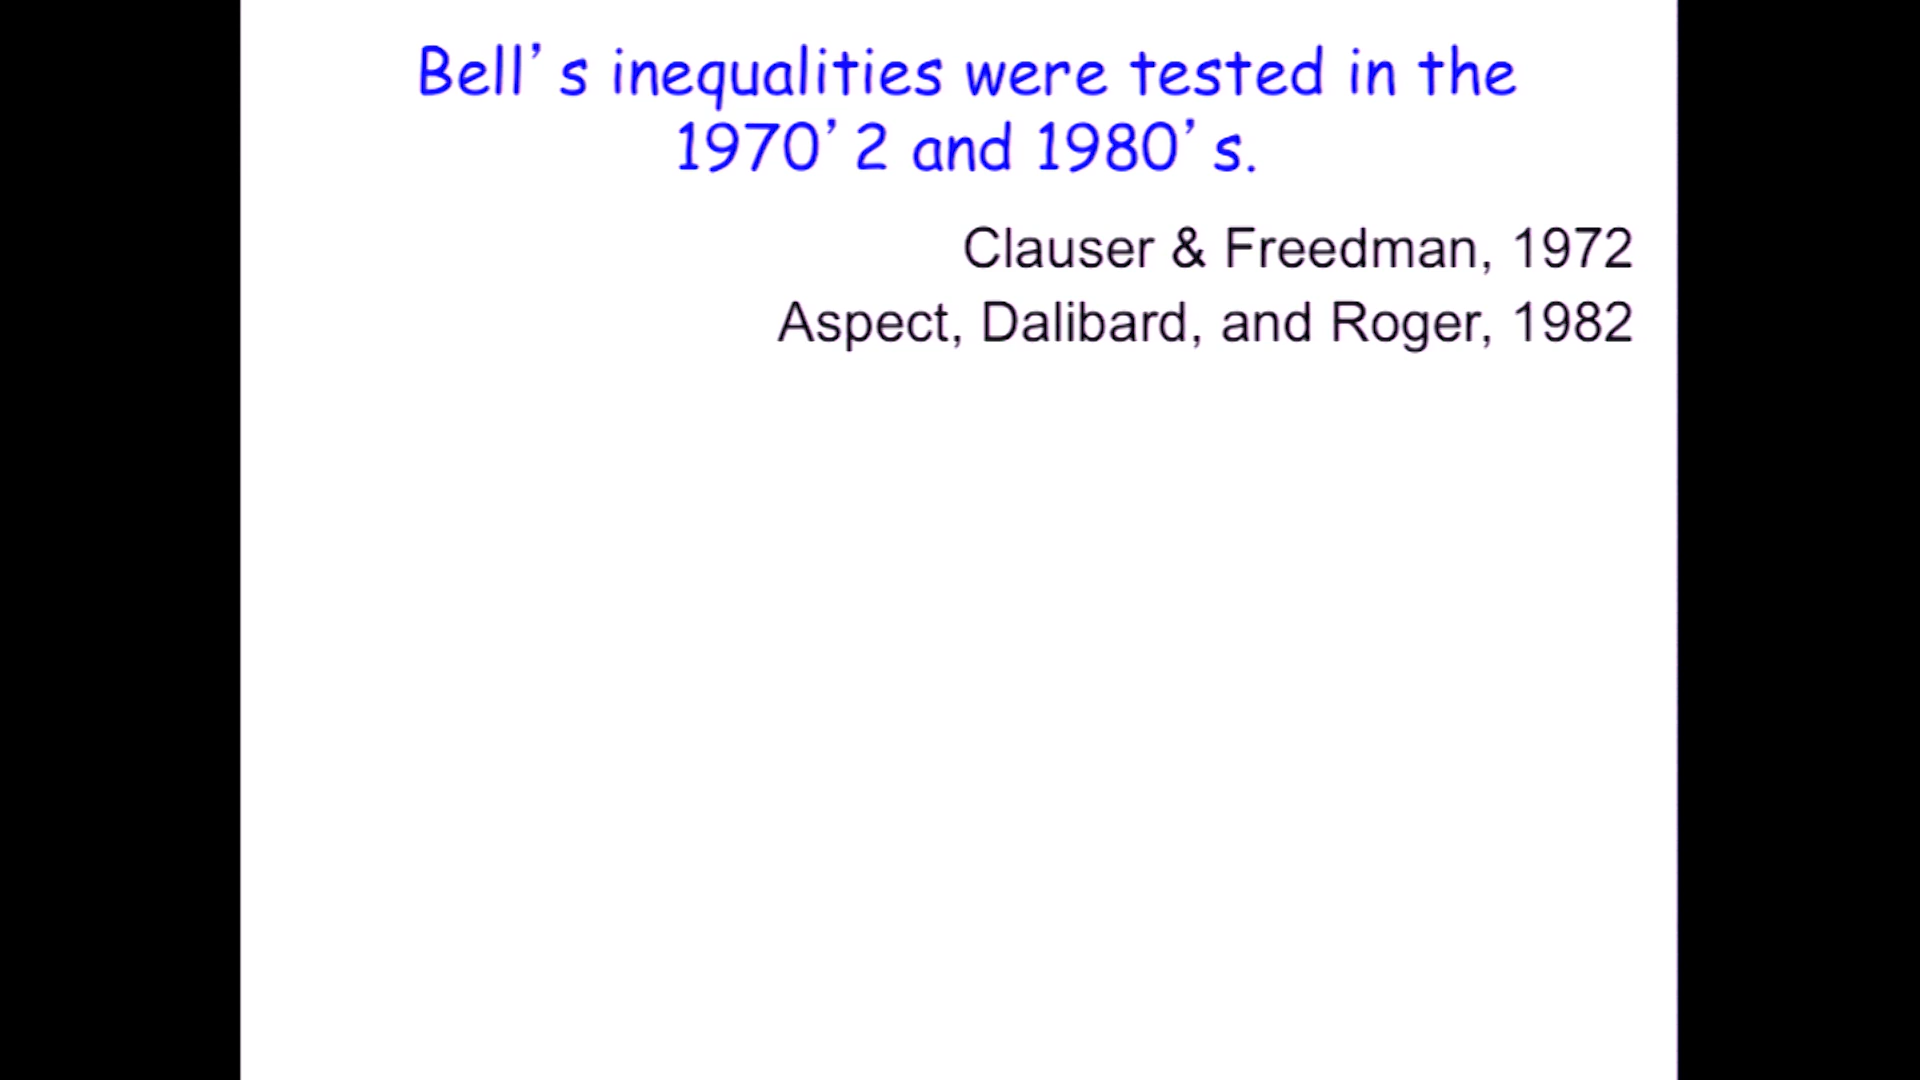 Bell’s inequalities were tested in the
1970’2 and 1980’s.
Clauser & Freedman, 1972
Aspect, Dalibard, and Roger, 1982